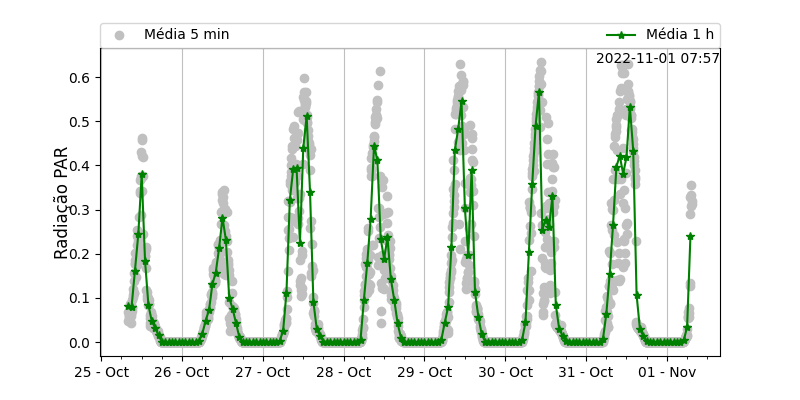 Média 5 min
Média 1 h
2022-11-01 07:57
Radiação PAR
0.6
0.5
0.4
0.3
0.2
0.1
0.0
25 - Oct
26 - Oct
27 - Oct
28 - Oct
29 - Oct
30 - Oct
31 - Oct
01 - Nov